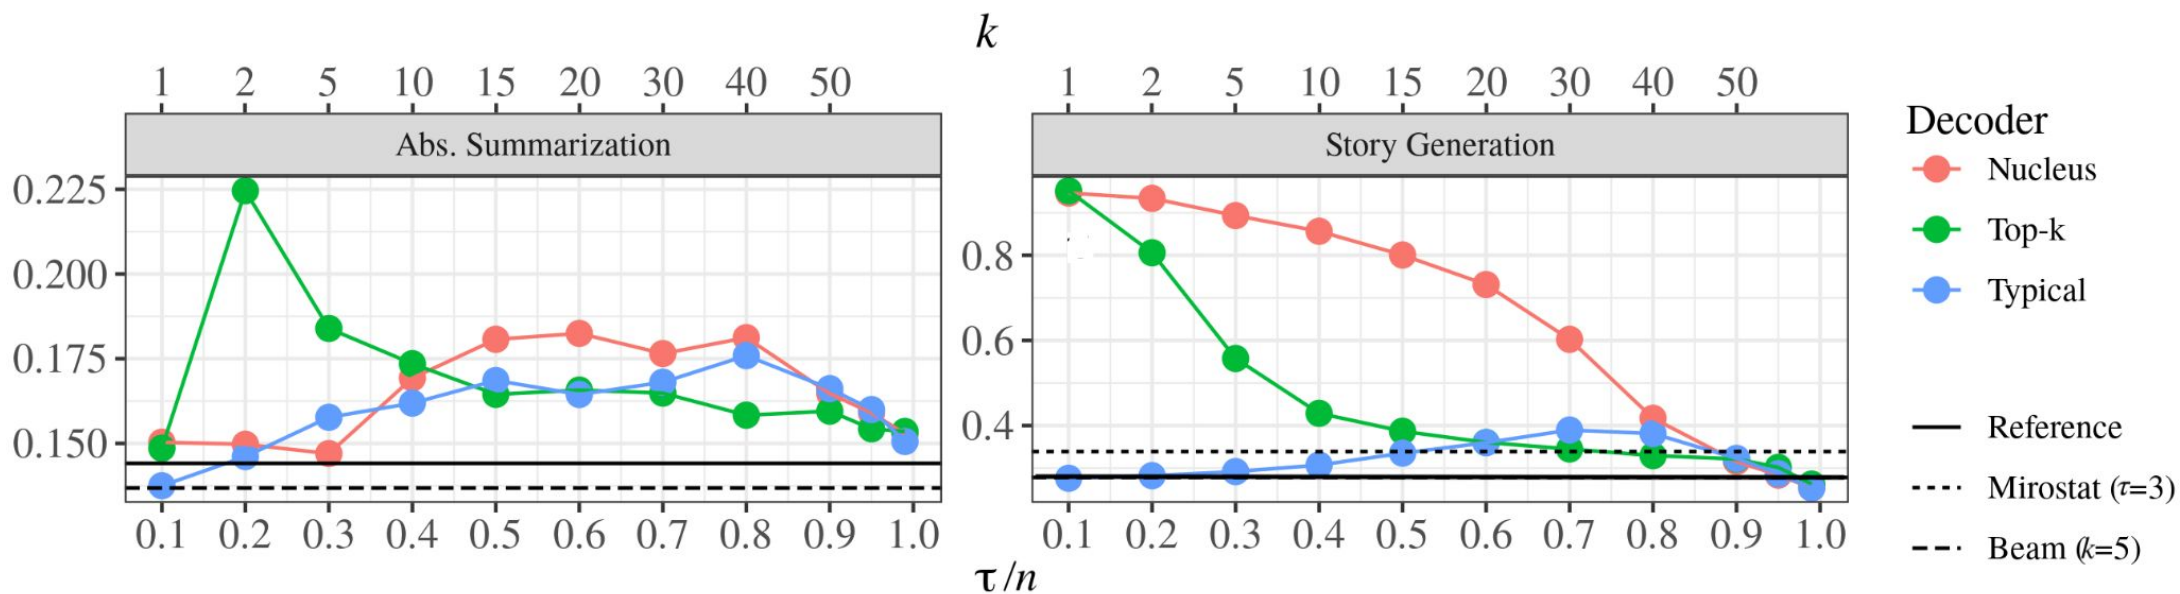 k
1 2 5 10 15 20 30 40 50
1 2 5 10 15 20 30 40 50
Abs. Summarization
Story Generation
0.225
0.200
0.175
0.150
0.8
0.6
0.4
0.1 0.2 0.3 0.4 0.5 0.6 0.7 0.8 0.9 1.0
0.1 0.2 0.3 0.4 0.5 0.6 0.7 0.8 0.9 1.0
τ/n
Decoder
Nucleus
Top-k
Typical
Reference
Mirostat (τ=3)
Beam (k=5)